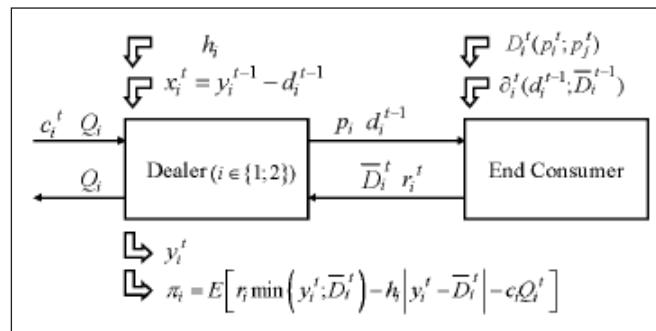 h_i
D_i^t(p_i^t; p_j^t)
x_i^t = y_i^{t-1} − d_i^{t-1}
∂_i^t(d_i^{t-1}; D̅_i^{t-1})
c_i^t Q_i
p_i d_i^{t-1}
Dealer (i ∈ {1; 2})
End Consumer
Q_i
D̅_i^t r_i^t
y_i^t
π_i = E[r_i min(y_i^t; D̅_i^t) − h_i|y_i^t − D̅_i^t| − c_i Q_i^t]